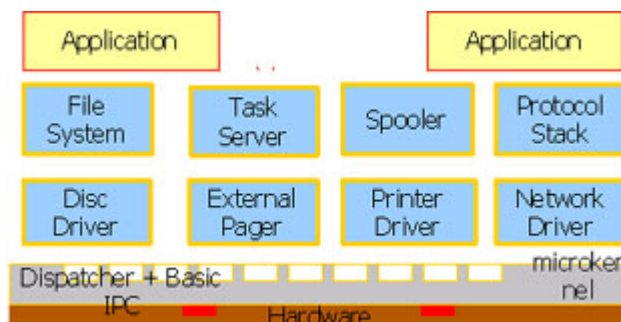 Application
Application
File
System
Task
Server
Spooler
Protocol
Stack
Disc
Driver
External
Pager
Printer
Driver
Network
Driver
Dispatcher + Basic
IPC
microker
nel
Hardware